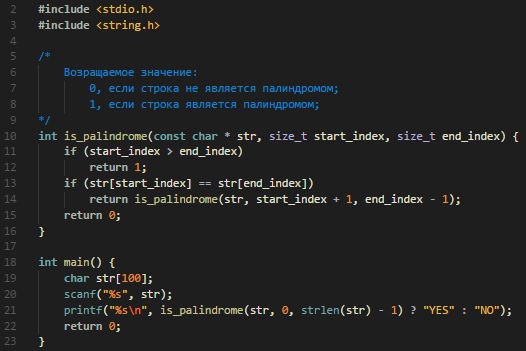 2 #include <stdio.h>
3 #include <string.h>
4
5 /*
6 Возращаемое значение:
7 0, если строка не является палиндромом;
8 1, если строка является палиндромом;
9 */
10 int is_palindrome(const char * str, size_t start_index, size_t end_index) {
11 if (start_index > end_index)
12 return 1;
13 if (str[start_index] == str[end_index])
14 return is_palindrome(str, start_index + 1, end_index - 1);
15 return 0;
16 }
17
18 int main() {
19 char str[100];
20 scanf("%s", str);
21 printf("%s\n", is_palindrome(str, 0, strlen(str) - 1) ? "YES" : "NO");
22 return 0;
23 }